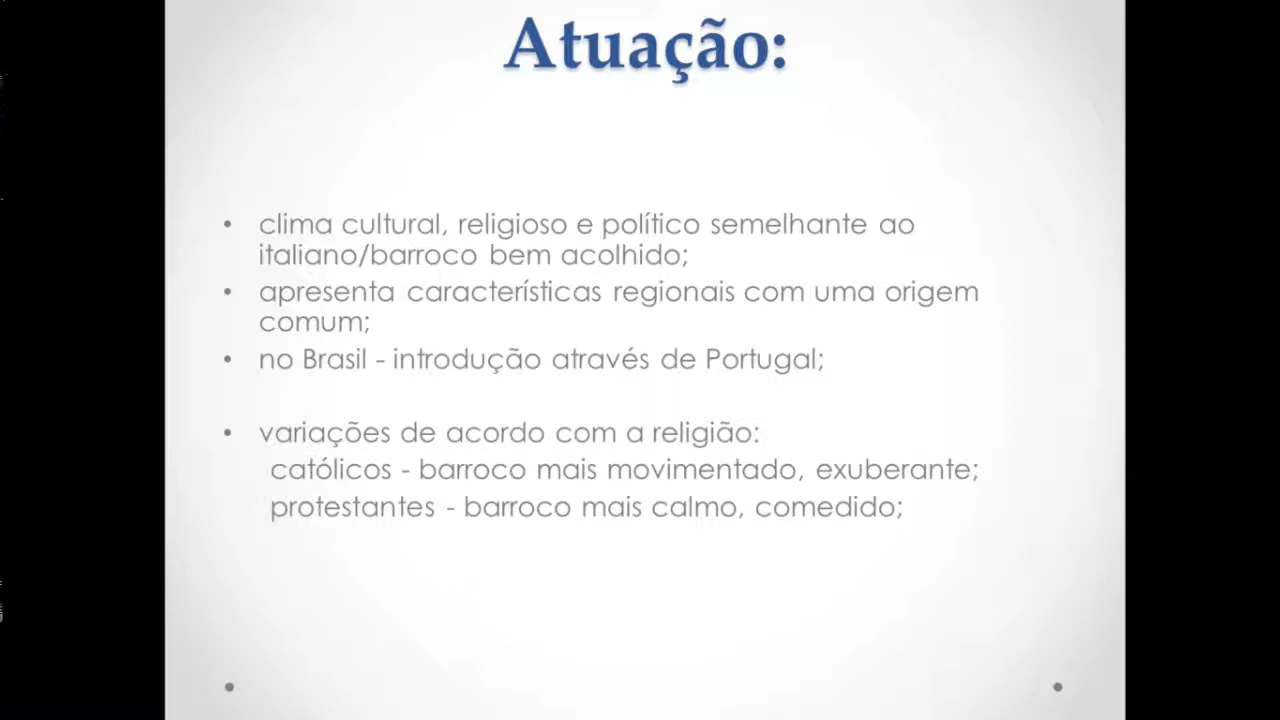 Atuação:
• clima cultural, religioso e político semelhante ao
italiano/barroco bem acolhido;
• apresenta características regionais com uma origem
comum;
• no Brasil - introdução através de Portugal;
• variações de acordo com a religião:
católicos - barroco mais movimentado, exuberante;
protestantes - barroco mais calmo, comedido;